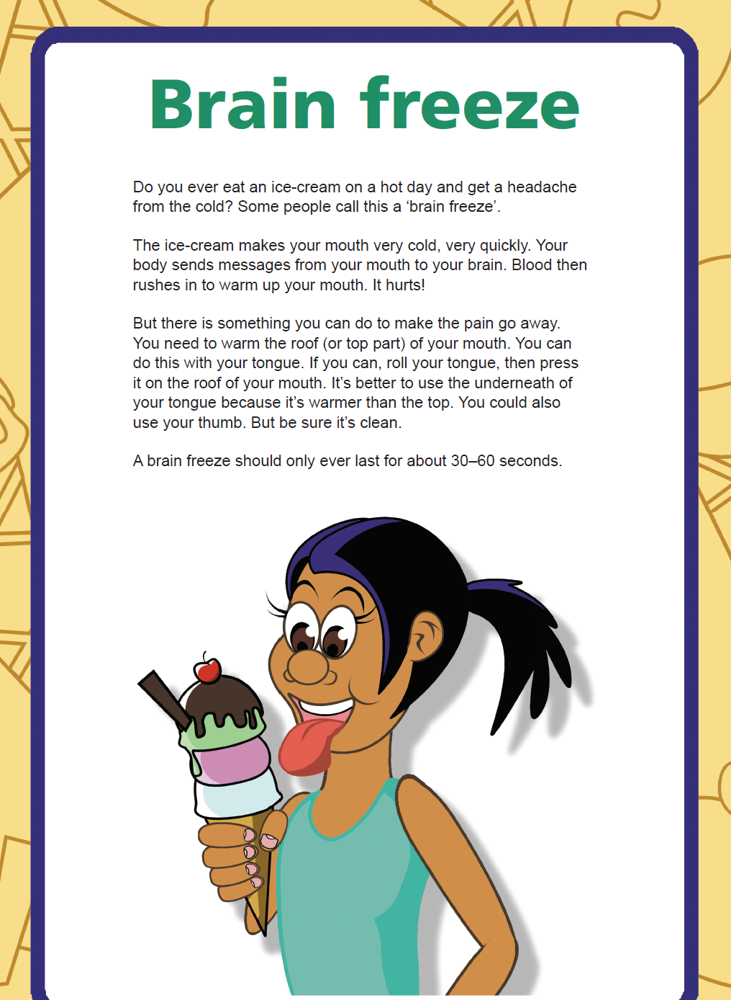 Brain freeze
Do you ever eat an ice-cream on a hot day and get a headache
from the cold? Some people call this a ‘brain freeze’.
The ice-cream makes your mouth very cold, very quickly. Your
body sends messages from your mouth to your brain. Blood then
rushes in to warm up your mouth. It hurts!
But there is something you can do to make the pain go away.
You need to warm the roof (or top part) of your mouth. You can
do this with your tongue. If you can, roll your tongue, then press
it on the roof of your mouth. It’s better to use the underneath of
your tongue because it’s warmer than the top. You could also
use your thumb. But be sure it’s clean.
A brain freeze should only ever last for about 30–60 seconds.